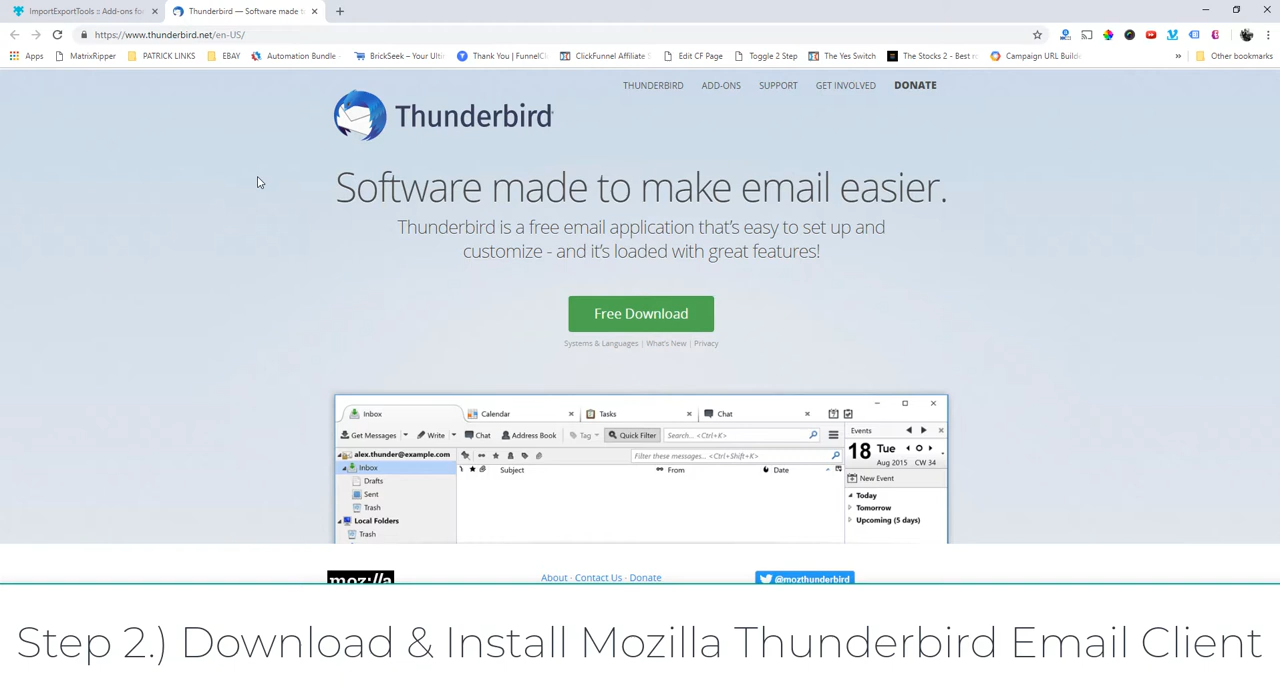 ImportExportTools :: Add-ons fo
Thunderbird — Software made t
https://www.thunderbird.net/en-US/
Apps
MatrixRipper
PATRICK LINKS
EBAY
Automation Bundle -
BrickSeek – Your Ulti
Thank You {`FunnelC
ClickFunnel Affiliate
Edit CF Page
Toggle 2 Step
The Yes Switch
The Stocks 2 - Best ro
Campaign URL Builde
»
Other bookmarks
THUNDERBIRD
ADD-ONS
SUPPORT
GET INVOLVED
DONATE
Thunderbird
Software made to make email easier.
Thunderbird is a free email application that's easy to set up and
customize - and it's loaded with great features!
Free Download
Systems & Languages | What's New | Privacy
Inbox
Calendar
Tasks
Chat
Get Messages
Write
Chat
Address Book
Tag
Quick Filter
Search... <Ctrl+K>
Events
alex.thunder@example.com
Filter these messages... <Ctrl+Shift+K>
18
Tue
Aug 2015 CW 34
Inbox
Subject
From
Date
New Event
Drafts
Sent
Trash
Today
Tomorrow
Upcoming (5 days)
Local Folders
Trash
moz://a
About · Contact Us · Donate
@mozthunderbird
Step 2.) Download & Install Mozilla Thunderbird Email Client